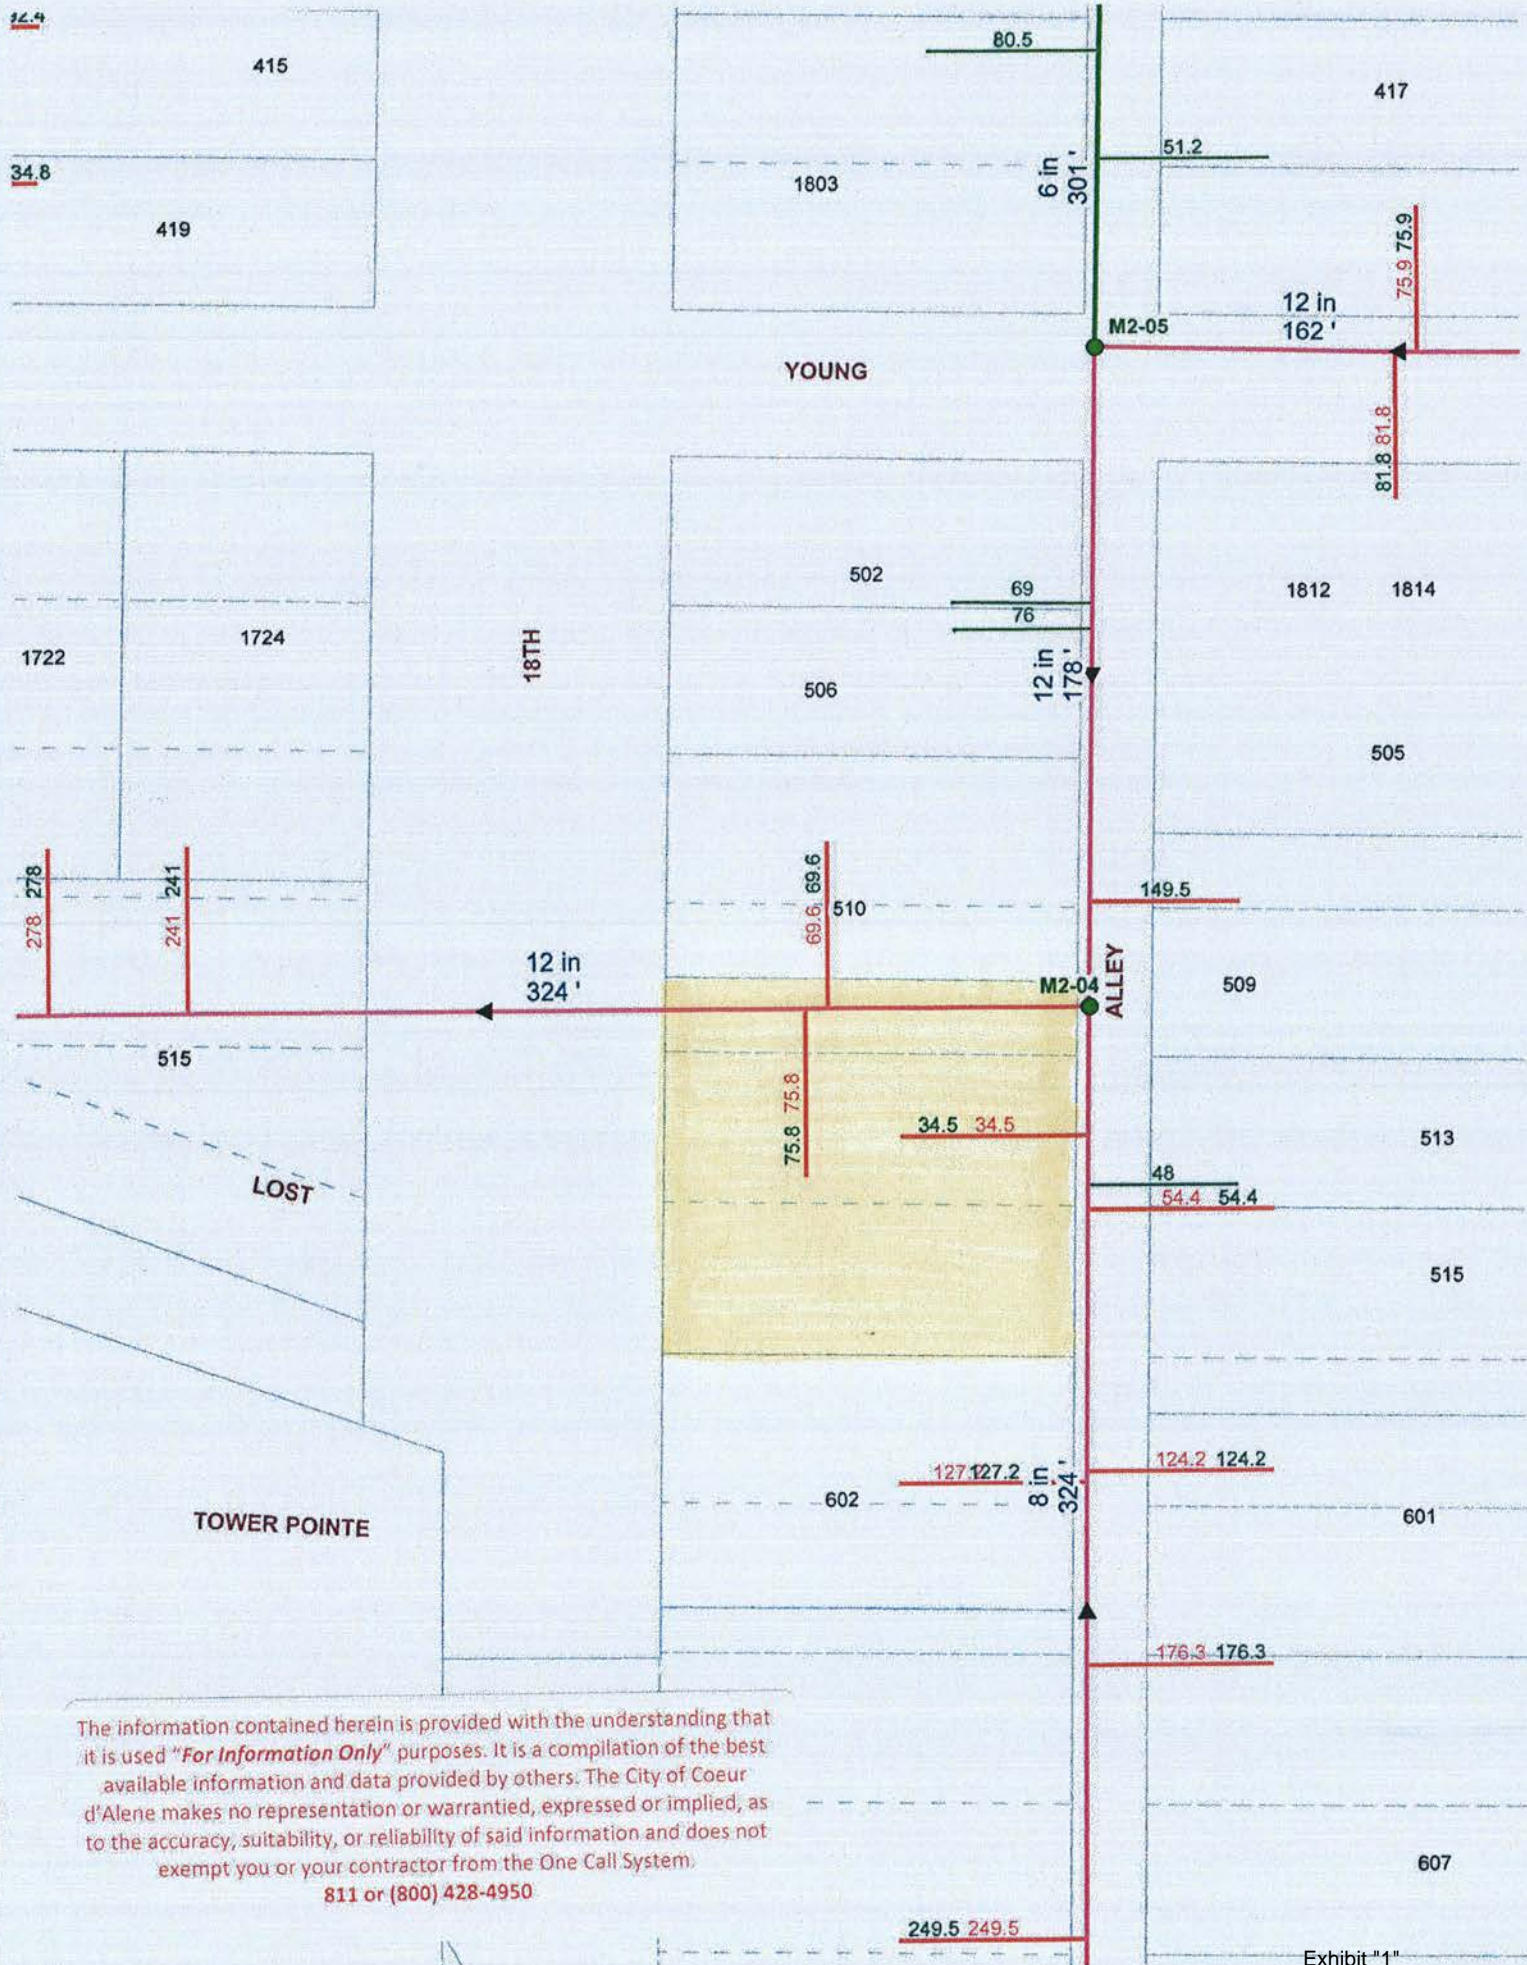 415
80.5
417
34.8
1803
6 in
301 '
51.2
419
75.9 75.9
12 in
162 '
M2-05
YOUNG
81.8 81.8
502
69
76
1812
1814
1722
1724
18TH
506
12 in
178 '
505
278 278
241 241
69.6 69.6
510
149.5
12 in
324 '
M2-04
ALLEY
509
515
75.8 75.8
34.5 34.5
513
48
54.4 54.4
LOST
515
127.2 127.2
8 in
324 '
124.2 124.2
602
601
TOWER POINTE
176.3 176.3
The information contained herein is provided with the understanding that
it is used "For Information Only" purposes. It is a compilation of the best
available information and data provided by others. The City of Coeur
d'Alene makes no representation or warrantied, expressed or implied, as
to the accuracy, suitability, or reliability of said information and does not
exempt you or your contractor from the One Call System.
811 or (800) 428-4950
607
249.5 249.5
Exhibit "1"